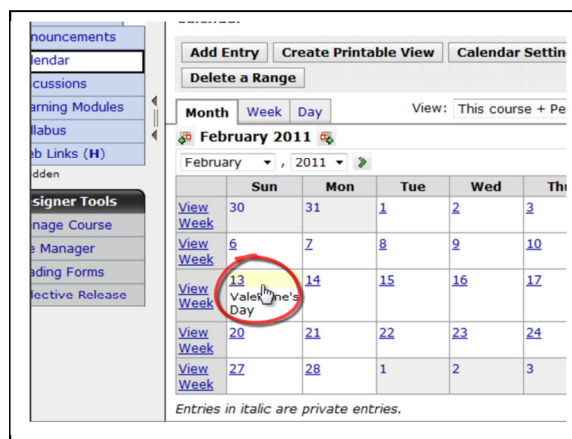 nouncements
lendar
cussions
arning Modules
llabus
eb Links (H)
dden
signer Tools
nage Course
e Manager
ading Forms
lective Release
Add Entry Create Printable View Calendar Settin
Delete a Range
Month Week Day View: This course + Pe
February 2011
February , 2011
Sun Mon Tue Wed Thu
View Week 30 31 1 2 3
View Week 6 7 8 9 10
View Week 13 14 15 16 17
Day
View Week 20 21 22 23 24
View Week 27 28 1 2 3
Entries in italic are private entries.